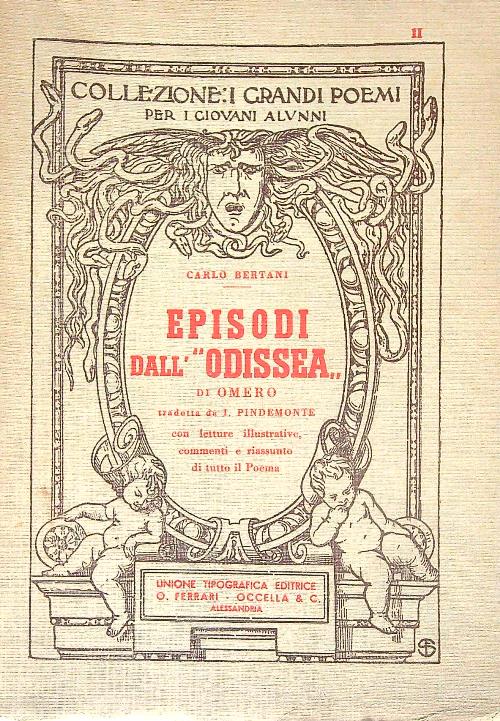 II
COLLEZIONE: I GRANDI POEMI
PER I GIOVANI ALVNNI
CARLO BERTANI
EPISODI
DALL' "ODISSEA„
DI OMERO
tradotta da I. PINDEMONTE
con letture illustrative,
commenti e riassunto
di tutto il Poema
UNIONE TIPOGRAFICA EDITRICE
O. FERRARI - OCCELLA & C.
ALESSANDRIA